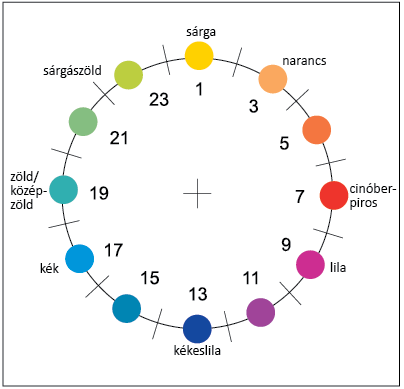 sárga
narancs
sárgászöld
1
23
3
21
5
zöld/
közép-
zöld
19
7
cinóber-
piros
17
9
kék
lila
15
13
11
kékeslila